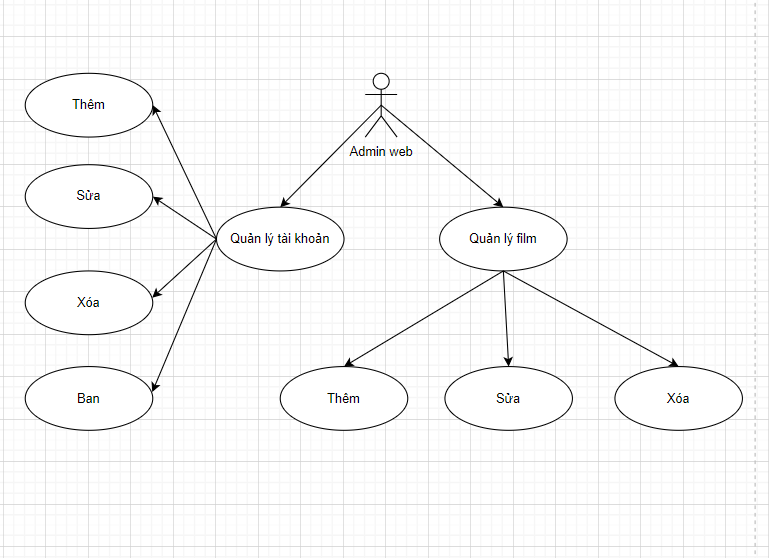 Admin web
Quản lý tài khoản
Thêm
Sửa
Xóa
Ban
Quản lý film
Thêm
Sửa
Xóa